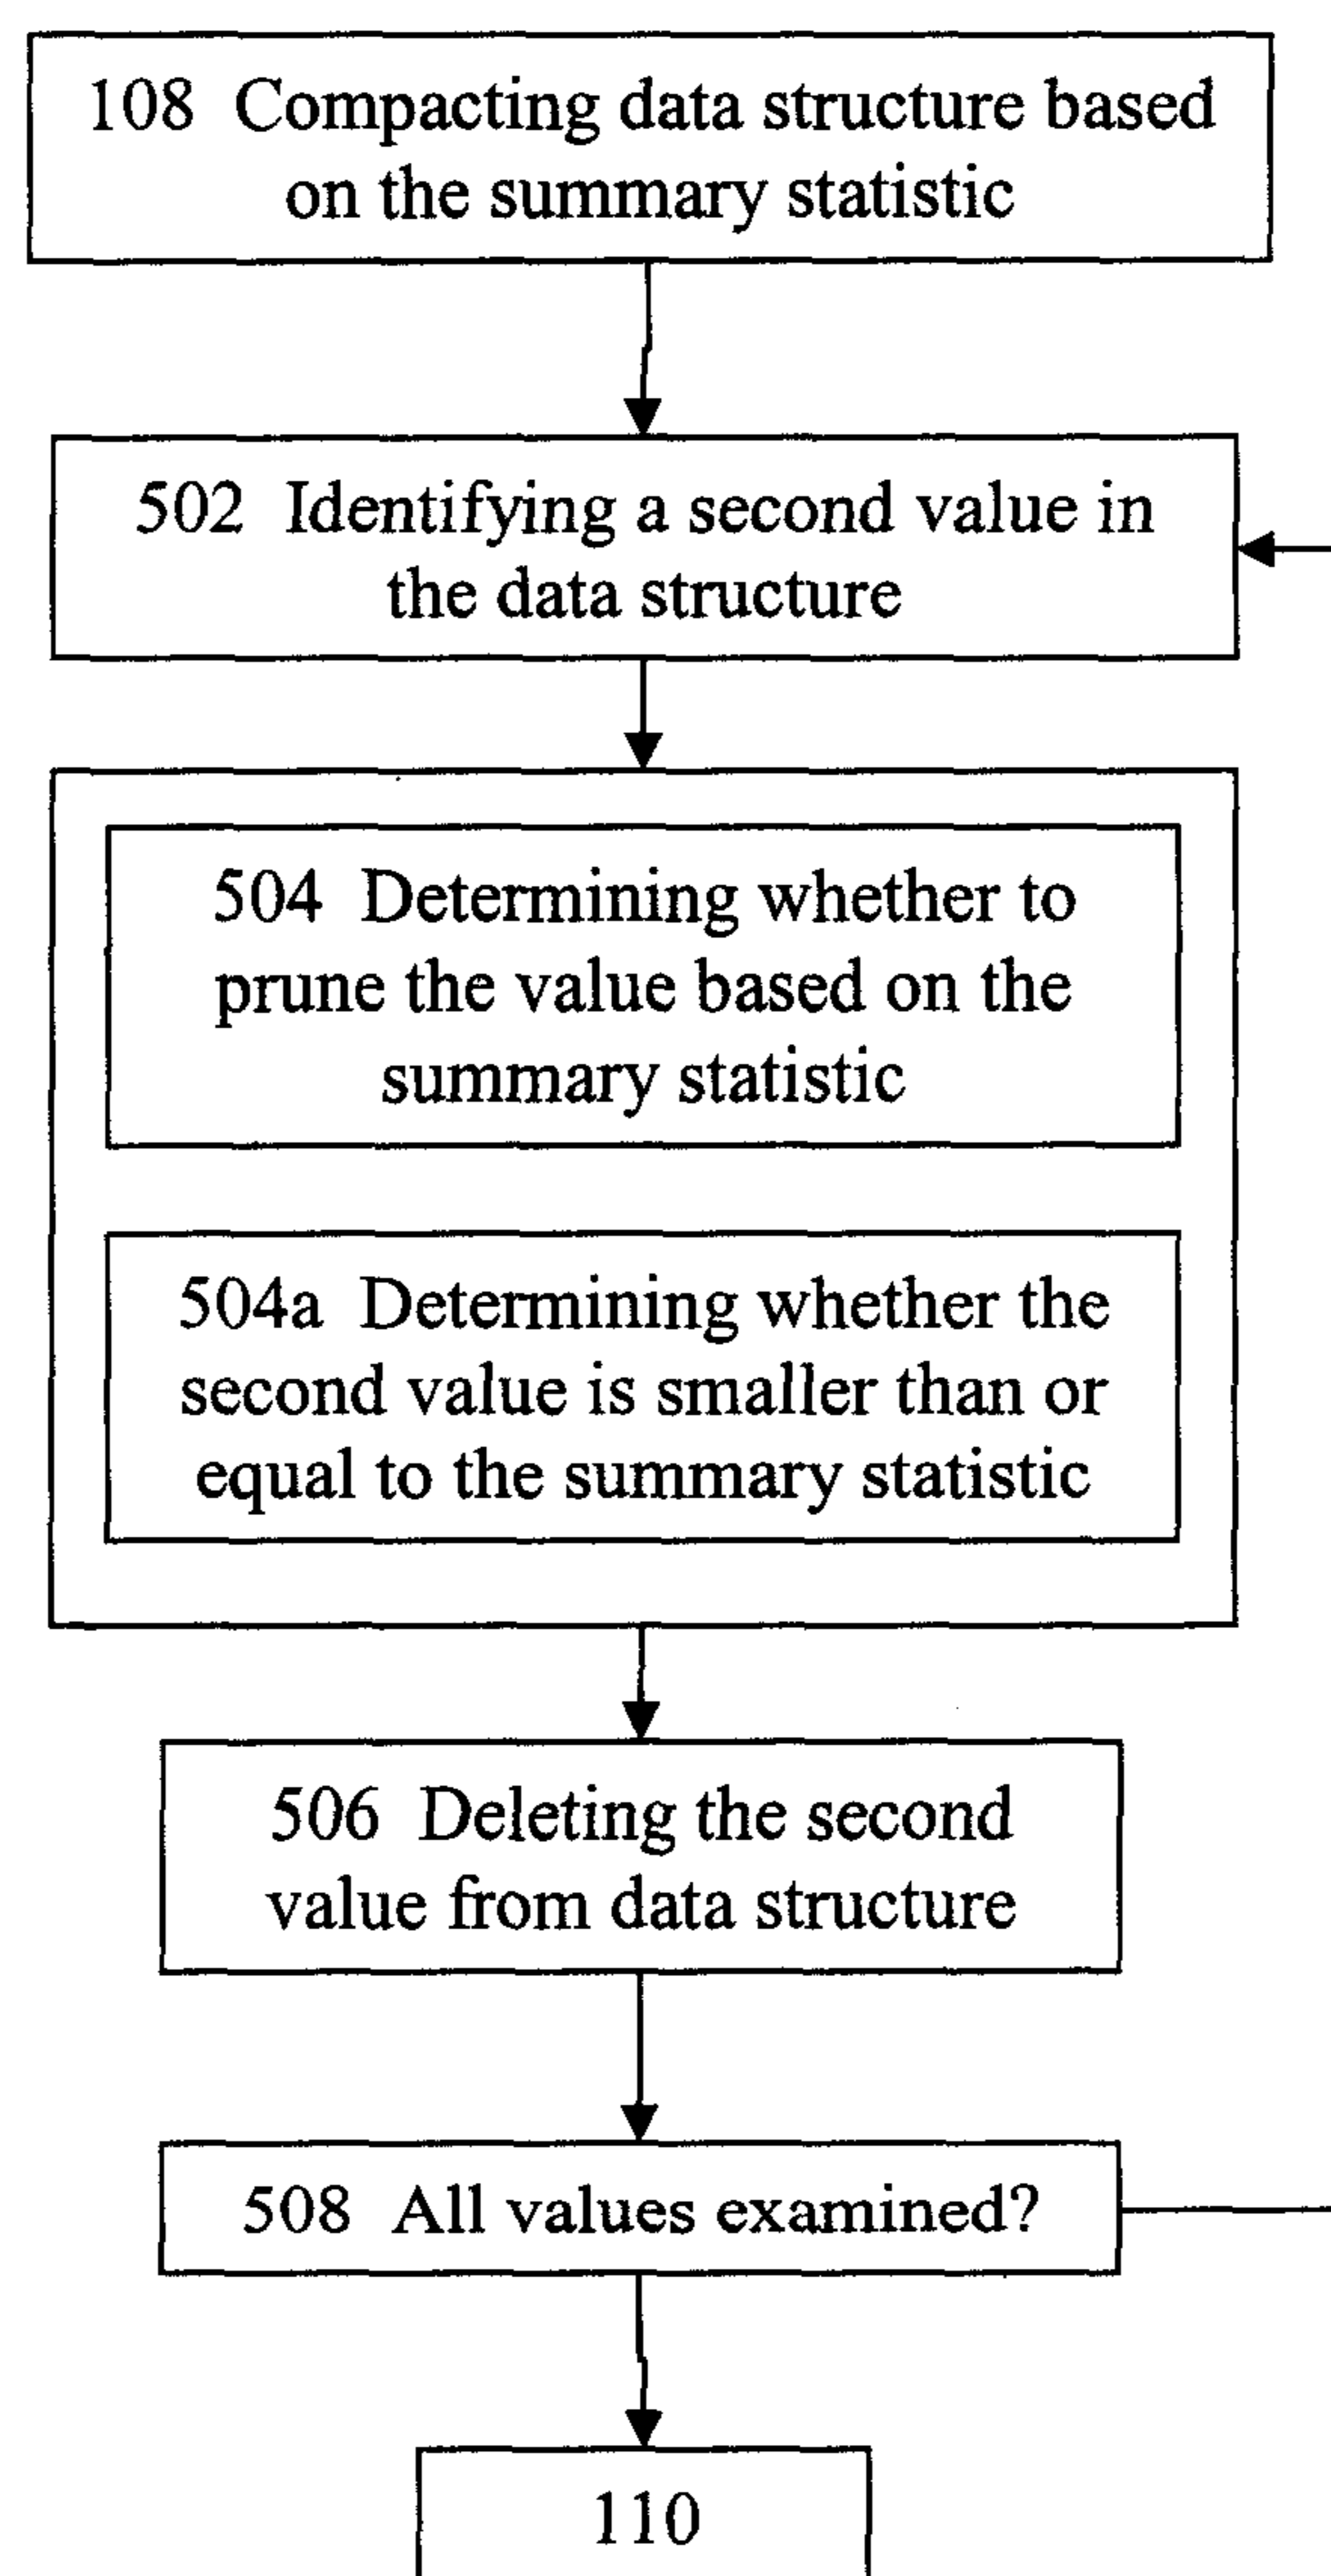 108 Compacting data structure based
on the summary statistic
502 Identifying a second value in
the data structure
504 Determining whether to
prune the value based on the
summary statistic
504a Determining whether the
second value is smaller than or
equal to the summary statistic
506 Deleting the second
value from data structure
508 All values examined?
110